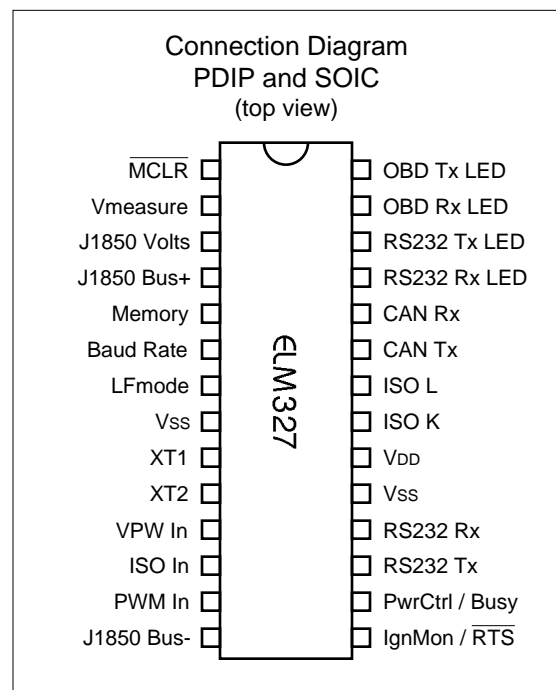 Connection Diagram
PDIP and SOIC
(top view)
MCLR OBD Tx LED
Vmeasure OBD Rx LED
J1850 Volts RS232 Tx LED
J1850 Bus+ RS232 Rx LED
Memory CAN Rx
Baud Rate CAN Tx
LFmode ISO L
VSS ISO K
XT1 VDD
XT2 VSS
VPW In RS232 Rx
ISO In RS232 Tx
PWM In PwrCtrl / Busy
J1850 Bus- IgnMon / RTS
ELM327